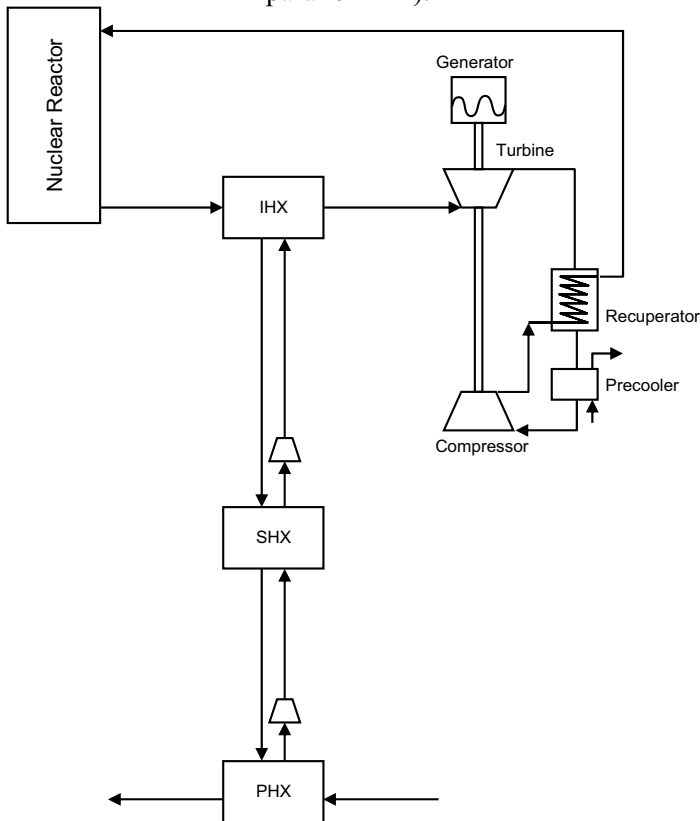 Nuclear Reactor
Generator
Turbine
IHX
Recuperator
Precooler
Compressor
SHX
PHX